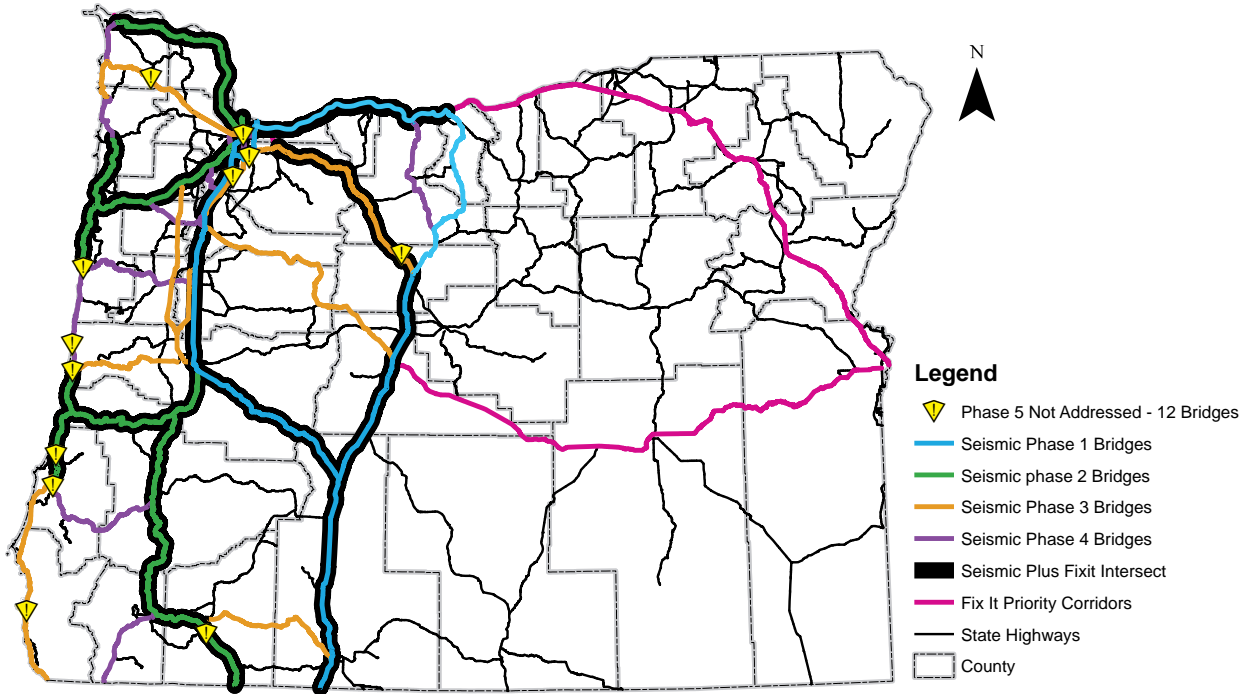 N
Legend
Phase 5 Not Addressed - 12 Bridges
Seismic Phase 1 Bridges
Seismic phase 2 Bridges
Seismic Phase 3 Bridges
Seismic Phase 4 Bridges
Seismic Plus Fixit Intersect
Fix It Priority Corridors
State Highways
County